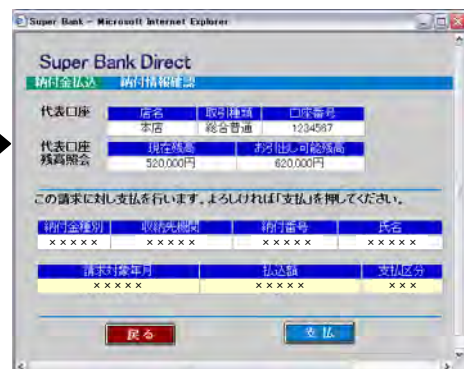 Super Bank - Microsoft Internet Explorer
Super Bank Direct
納付金払込 納付情報確認
代表口座 店名 取引種類 口座番号
本店 総合普通 1234567
代表口座 残高照会 現在残高 お引出し可能残高
520,000円 620,000円
この請求に対し支払を行います。よろしければ「支払」を押してください。
納付金種別 収納先機関 納付番号 氏名
××××× ××××× ××××× ×××××
請求対象年月 払込額 支払区分
××××× ××××× ×××
戻る 支払